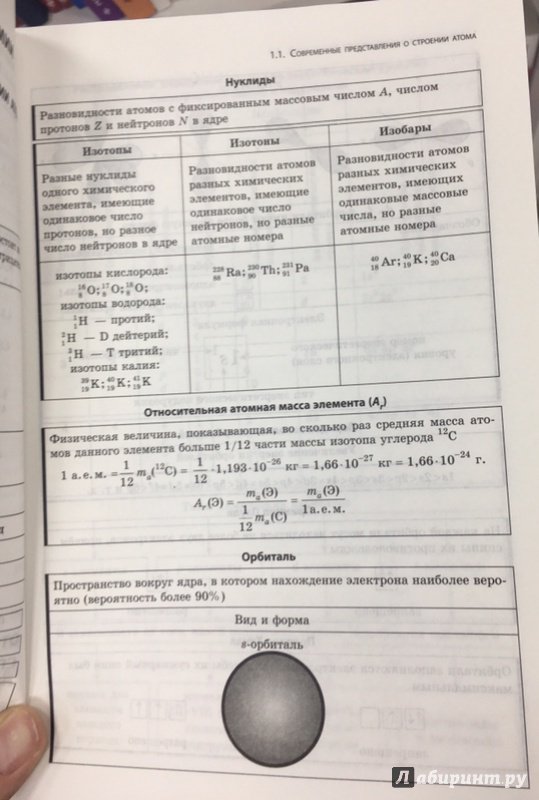 1.1. Современные представления о строении атома
Нуклиды
Разновидности атомов с фиксированным массовым числом A, числом
протонов Z и нейтронов N в ядре
Изотопы
Разные нуклиды
одного химического
элемента, имеющие
одинаковое число
протонов, но разное
число нейтронов в ядре
изотопы кислорода:
¹⁶₈O; ¹⁷₈O; ¹⁸₈O;
изотопы водорода:
¹₁H — протий;
²₁H — D дейтерий;
³₁H — T тритий;
изотопы калия:
³⁹₁₉K; ⁴⁰₁₉K; ⁴¹₁₉K
Изотоны
Разновидности атомов
разных химических
элементов, имеющие
одинаковое число
нейтронов, но разные
атомные номера
²²⁸₈₈Ra; ²³⁰₉₀Th; ²³¹₉₁Pa
Изобары
Разновидности атомов
разных химических
элементов, имеющих
одинаковые массовые
числа, но разные
атомные номера
⁴⁰₁₈Ar; ⁴⁰₁₉K; ⁴⁰₂₀Ca
Относительная атомная масса элемента (Aᵣ)
Физическая величина, показывающая, во сколько раз средняя масса ато-
мов данного элемента больше 1/12 части массы изотопа углерода ¹²C
1 а.е.м. = 1/12 mₐ(¹²C) = 1/12 · 1,193·10⁻²⁶ кг = 1,66·10⁻²⁷ кг = 1,66·10⁻²⁴ г.
Aᵣ(Э) = mₐ(Э) / (1/12 mₐ(C)) = mₐ(Э) / 1 а.е.м.
Орбиталь
Пространство вокруг ядра, в котором нахождение электрона наиболее веро-
ятно (вероятность более 90%)
Вид и форма
s-орбиталь
Лабиринт.ру